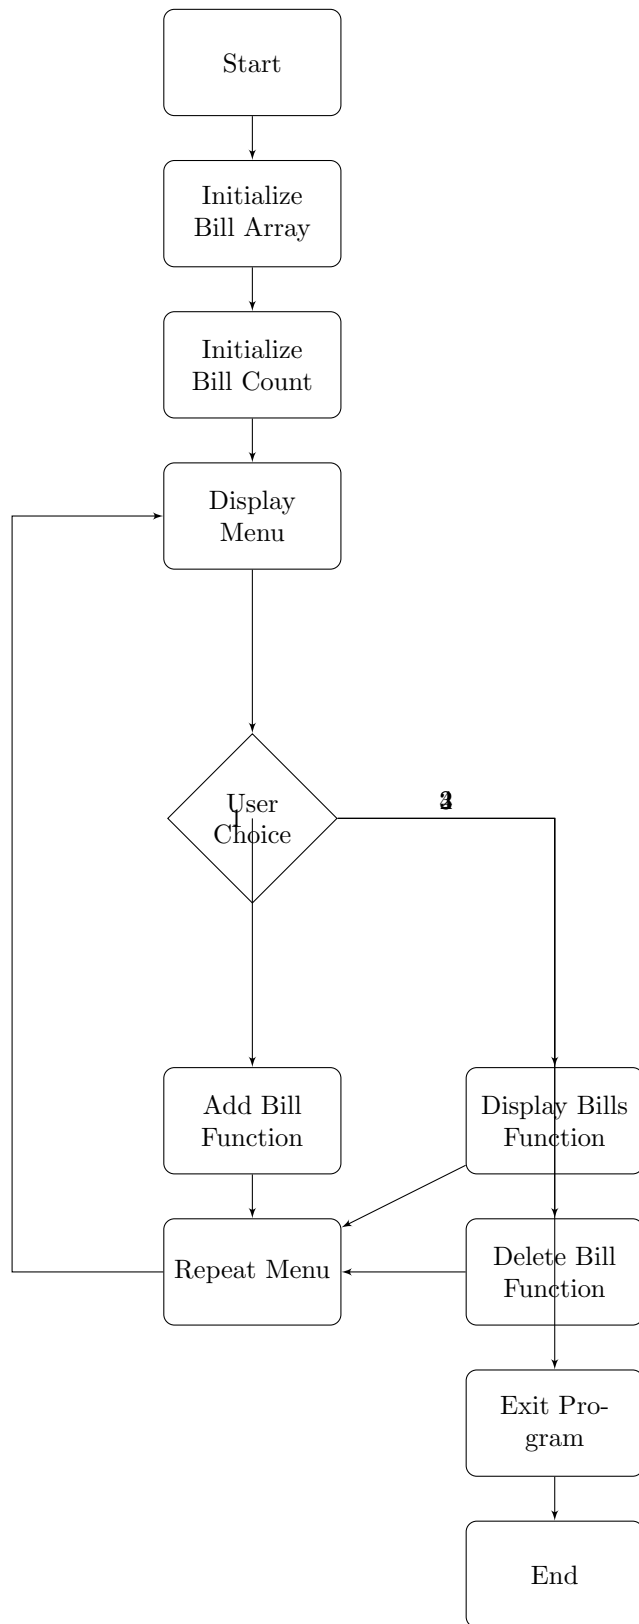 Start
Initialize
Bill Array
Initialize
Bill Count
Display
Menu
User
Choice
1
Add Bill
Function
Display Bills
Function
Repeat Menu
Delete Bill
Function
Exit Pro-
gram
End